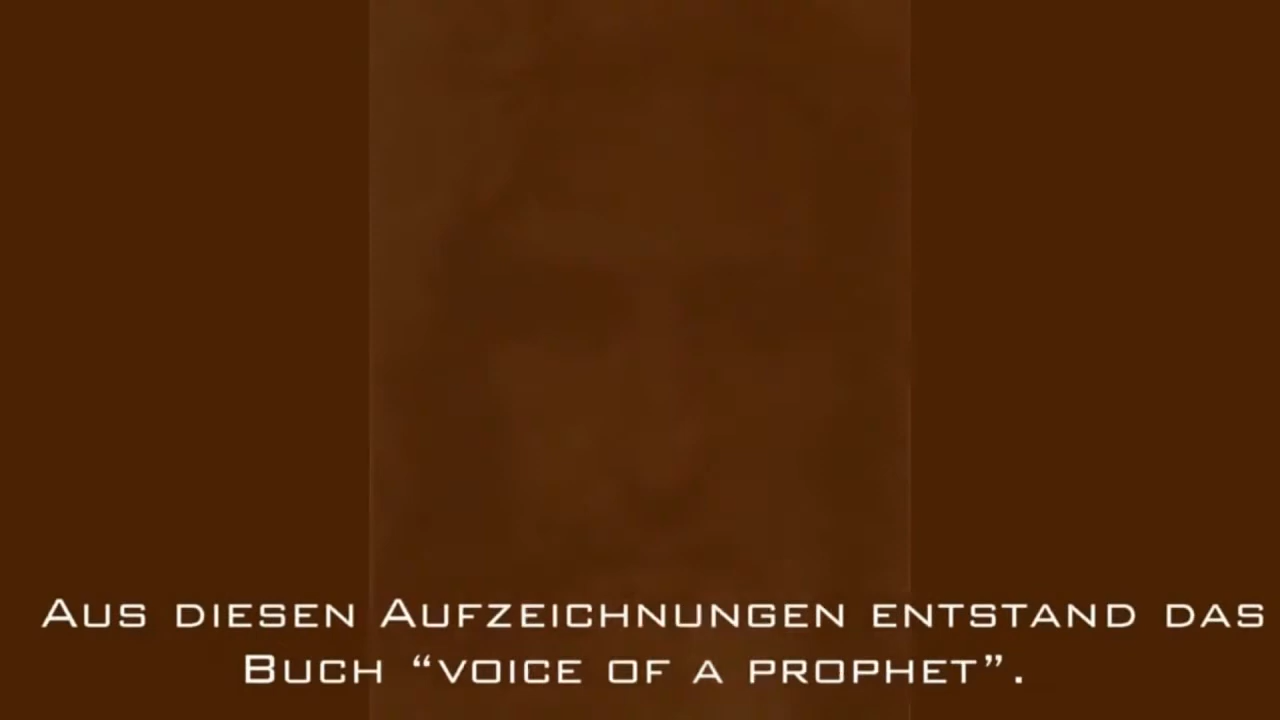 Aus diesen Aufzeichnungen entstand das
Buch “voice of a prophet”.